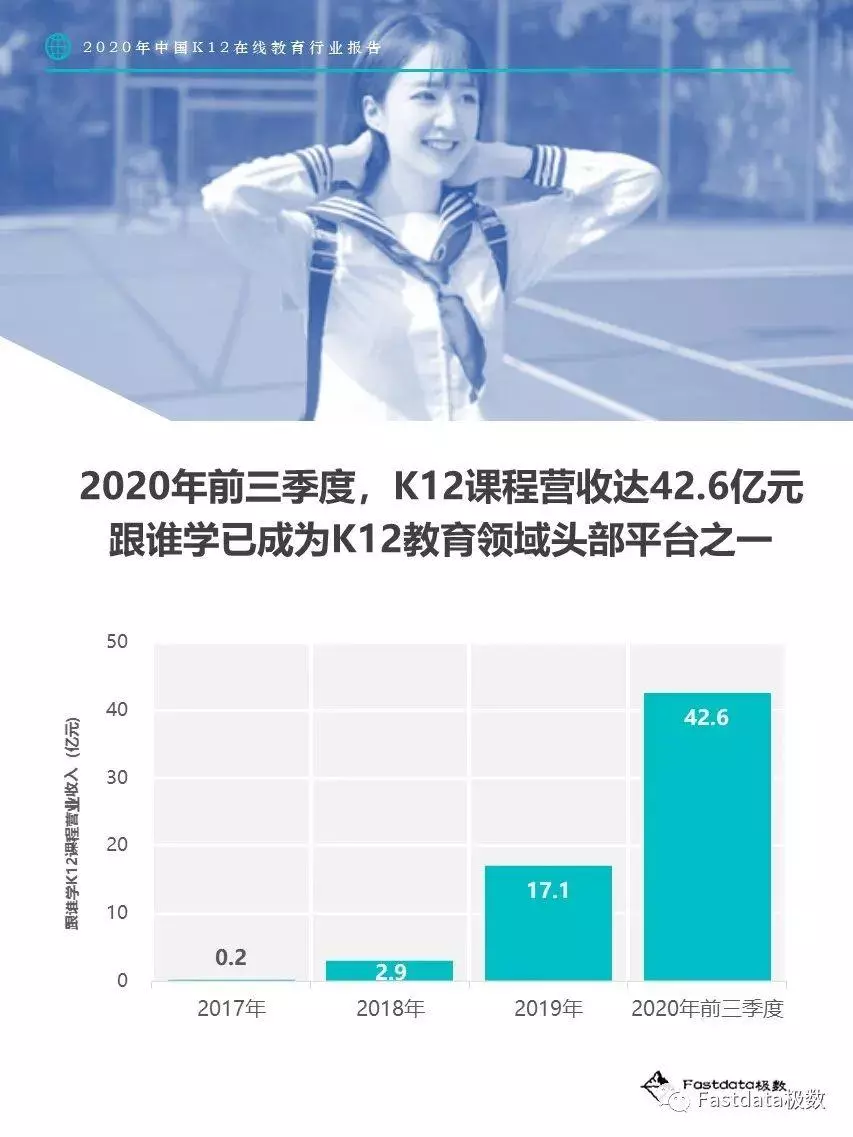 2020年中国K12在线教育行业报告
2020年前三季度，K12课程营收达42.6亿元
跟谁学已成为K12教育领域头部平台之一
跟谁学K12课程营业收入（亿元）
50
40
30
20
10
0
0.2
2.9
17.1
42.6
2017年
2018年
2019年
2020年前三季度
Fastdata极数
Fastdata极数